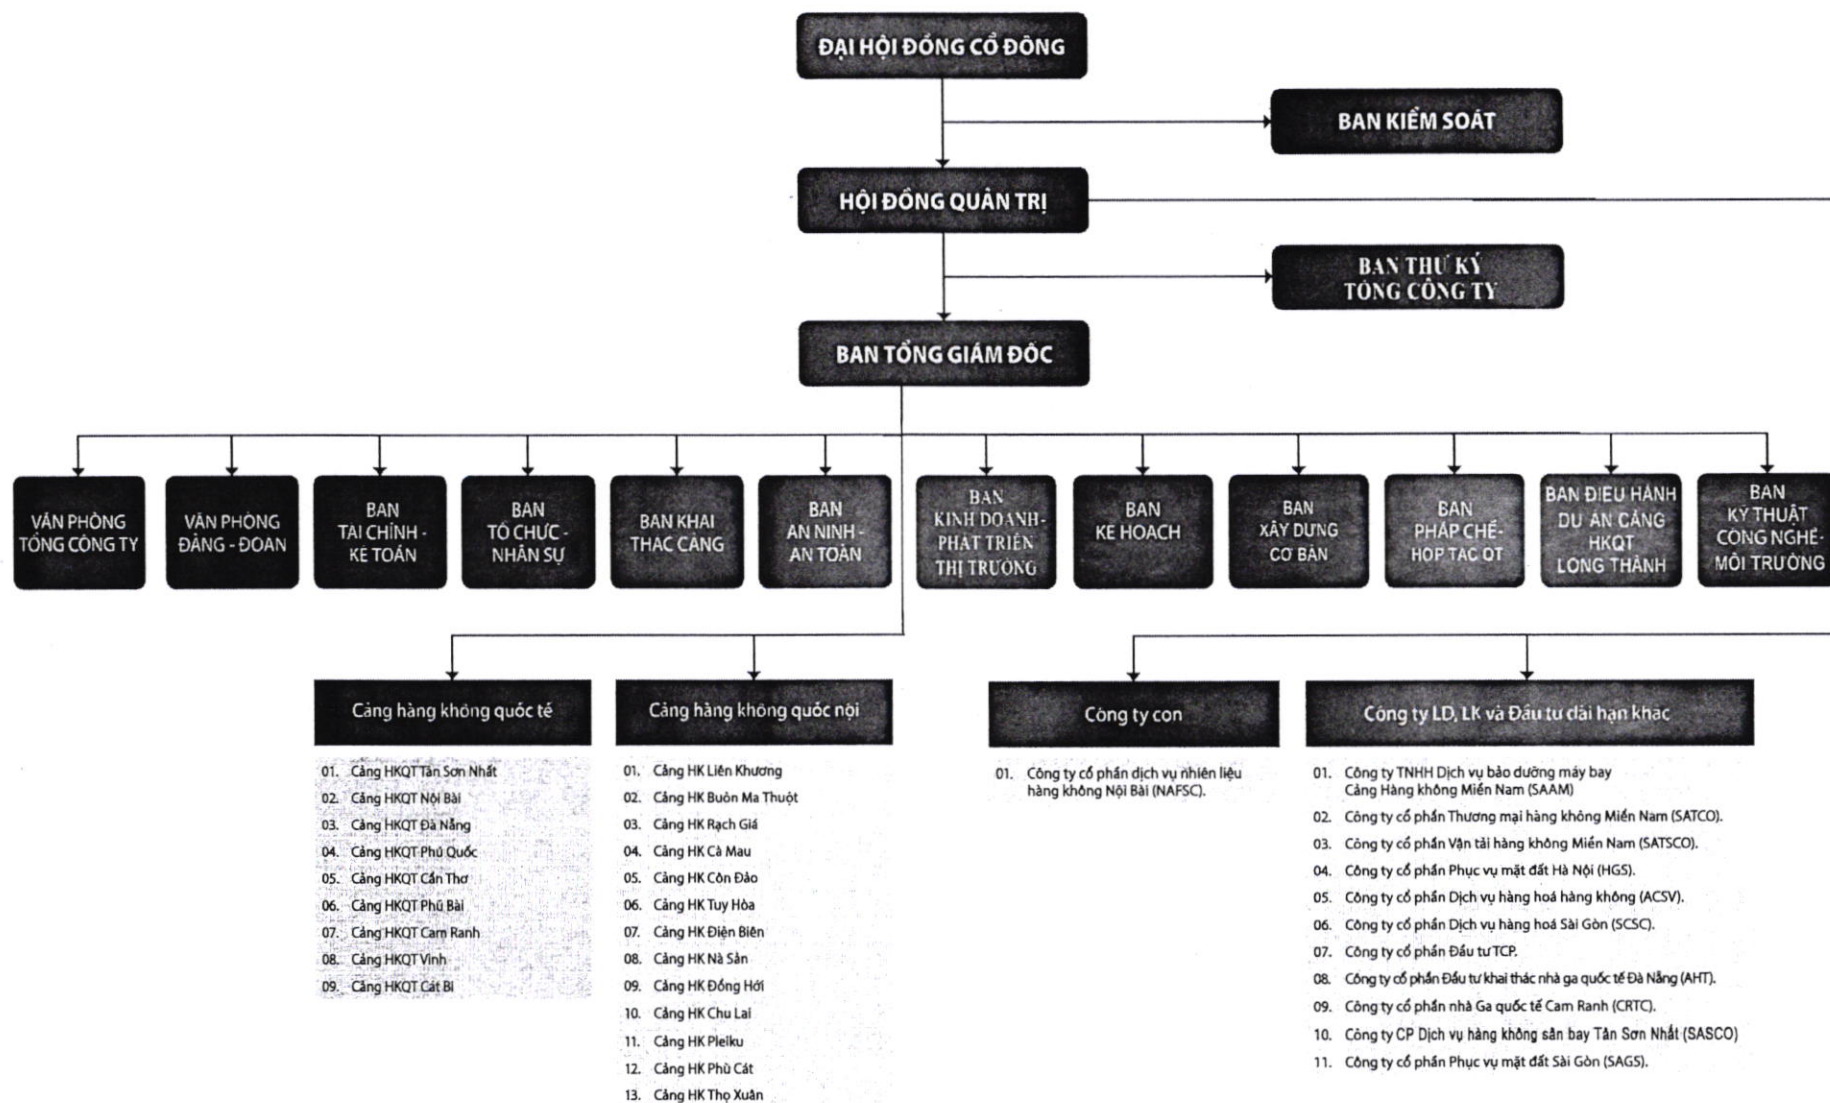 ĐẠI HỘI ĐỒNG CỔ ĐÔNG
BAN KIỂM SOÁT
HỘI ĐỒNG QUẢN TRỊ
BAN THƯ KÝ
TỔNG CÔNG TY
BAN TỔNG GIÁM ĐỐC
VĂN PHÒNG
TỔNG CÔNG TY
VĂN PHÒNG
ĐẢNG - ĐOÀN
BAN
TÀI CHÍNH -
KẾ TOÁN
BAN
TỔ CHỨC -
NHÂN SỰ
BAN KHAI
THÁC CẢNG
BAN
AN NINH -
AN TOÀN
BAN
KINH DOANH-
PHÁT TRIỂN
THỊ TRƯỜNG
BAN
KẾ HOẠCH
BAN
XÂY DỰNG
CƠ BẢN
BAN
PHÁP CHẾ-
HỢP TÁC QT
BAN ĐIỀU HÀNH
DỰ ÁN CẢNG
HKQT
LONG THÀNH
BAN
KỸ THUẬT
CÔNG NGHỆ-
MÔI TRƯỜNG
Cảng hàng không quốc tế
01. Cảng HKQT Tân Sơn Nhất
02. Cảng HKQT Nội Bài
03. Cảng HKQT Đà Nẵng
04. Cảng HKQT Phú Quốc
05. Cảng HKQT Cần Thơ
06. Cảng HKQT Phú Bài
07. Cảng HKQT Cam Ranh
08. Cảng HKQT Vinh
09. Cảng HKQT Cát Bi
Cảng hàng không quốc nội
01. Cảng HK Liên Khương
02. Cảng HK Buôn Ma Thuột
03. Cảng HK Rạch Giá
04. Cảng HK Cà Mau
05. Cảng HK Côn Đảo
06. Cảng HK Tuy Hòa
07. Cảng HK Điện Biên
08. Cảng HK Nà Sản
09. Cảng HK Đồng Hới
10. Cảng HK Chu Lai
11. Cảng HK Pleiku
12. Cảng HK Phù Cát
13. Cảng HK Thọ Xuân
Công ty con
01. Công ty cổ phần dịch vụ nhiên liệu
hàng không Nội Bài (NAFSC).
Công ty LD, LK và Đầu tư dài hạn khác
01. Công ty TNHH Dịch vụ bảo dưỡng máy bay
Cảng Hàng không Miền Nam (SAAM)
02. Công ty cổ phần Thương mại hàng không Miền Nam (SATCO).
03. Công ty cổ phần Vận tải hàng không Miền Nam (SATSCO).
04. Công ty cổ phần Phục vụ mặt đất Hà Nội (HGS).
05. Công ty cổ phần Dịch vụ hàng hoá hàng không (ACSV).
06. Công ty cổ phần Dịch vụ hàng hoá Sài Gòn (SCSC).
07. Công ty cổ phần Đầu tư TCP.
08. Công ty cổ phần Đầu tư khai thác nhà ga quốc tế Đà Nẵng (AHT).
09. Công ty cổ phần nhà Ga quốc tế Cam Ranh (CRTC).
10. Công ty CP Dịch vụ hàng không sân bay Tân Sơn Nhất (SASCO)
11. Công ty cổ phần Phục vụ mặt đất Sài Gòn (SAGS).